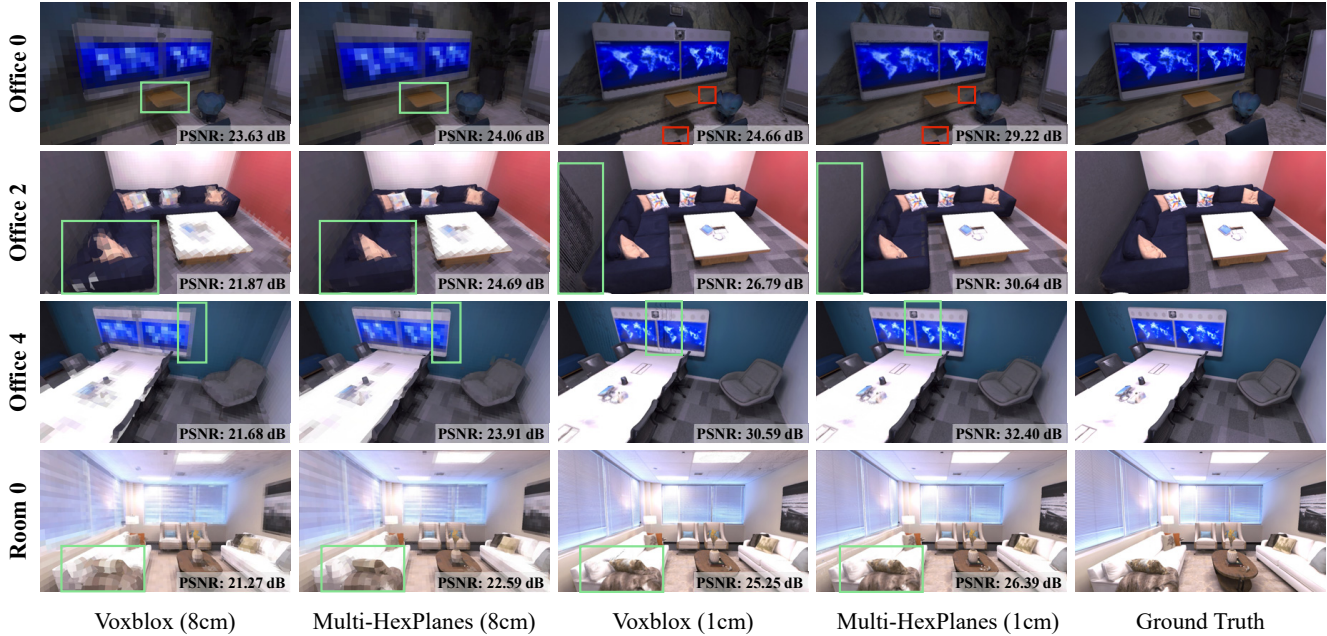 Office 0
PSNR: 23.63 dB
PSNR: 24.06 dB
PSNR: 24.66 dB
PSNR: 29.22 dB
Office 2
PSNR: 21.87 dB
PSNR: 24.69 dB
PSNR: 26.79 dB
PSNR: 30.64 dB
Office 4
PSNR: 21.68 dB
PSNR: 23.91 dB
PSNR: 30.59 dB
PSNR: 32.40 dB
Room 0
PSNR: 21.27 dB
PSNR: 22.59 dB
PSNR: 25.25 dB
PSNR: 26.39 dB
Voxblox (8cm)
Multi-HexPlanes (8cm)
Voxblox (1cm)
Multi-HexPlanes (1cm)
Ground Truth